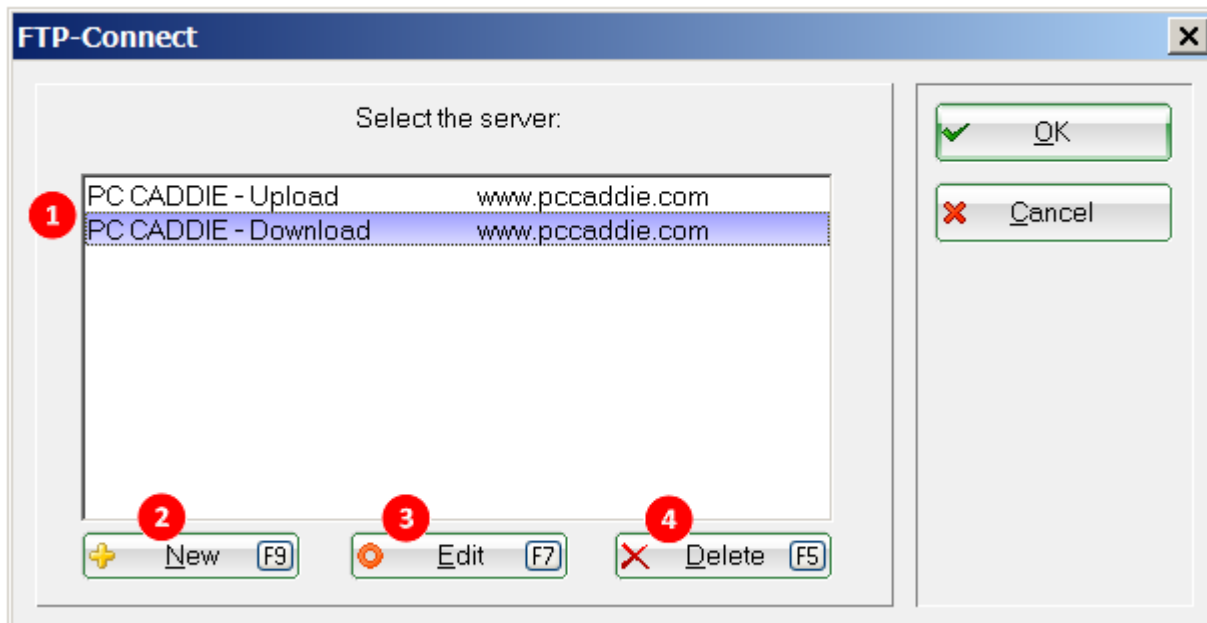 FTP-Connect
Select the server:
OK
Cancel
1
PC CADDIE - Upload www.pccaddie.com
PC CADDIE - Download www.pccaddie.com
2 3 4
New F9 Edit F7 Delete F5